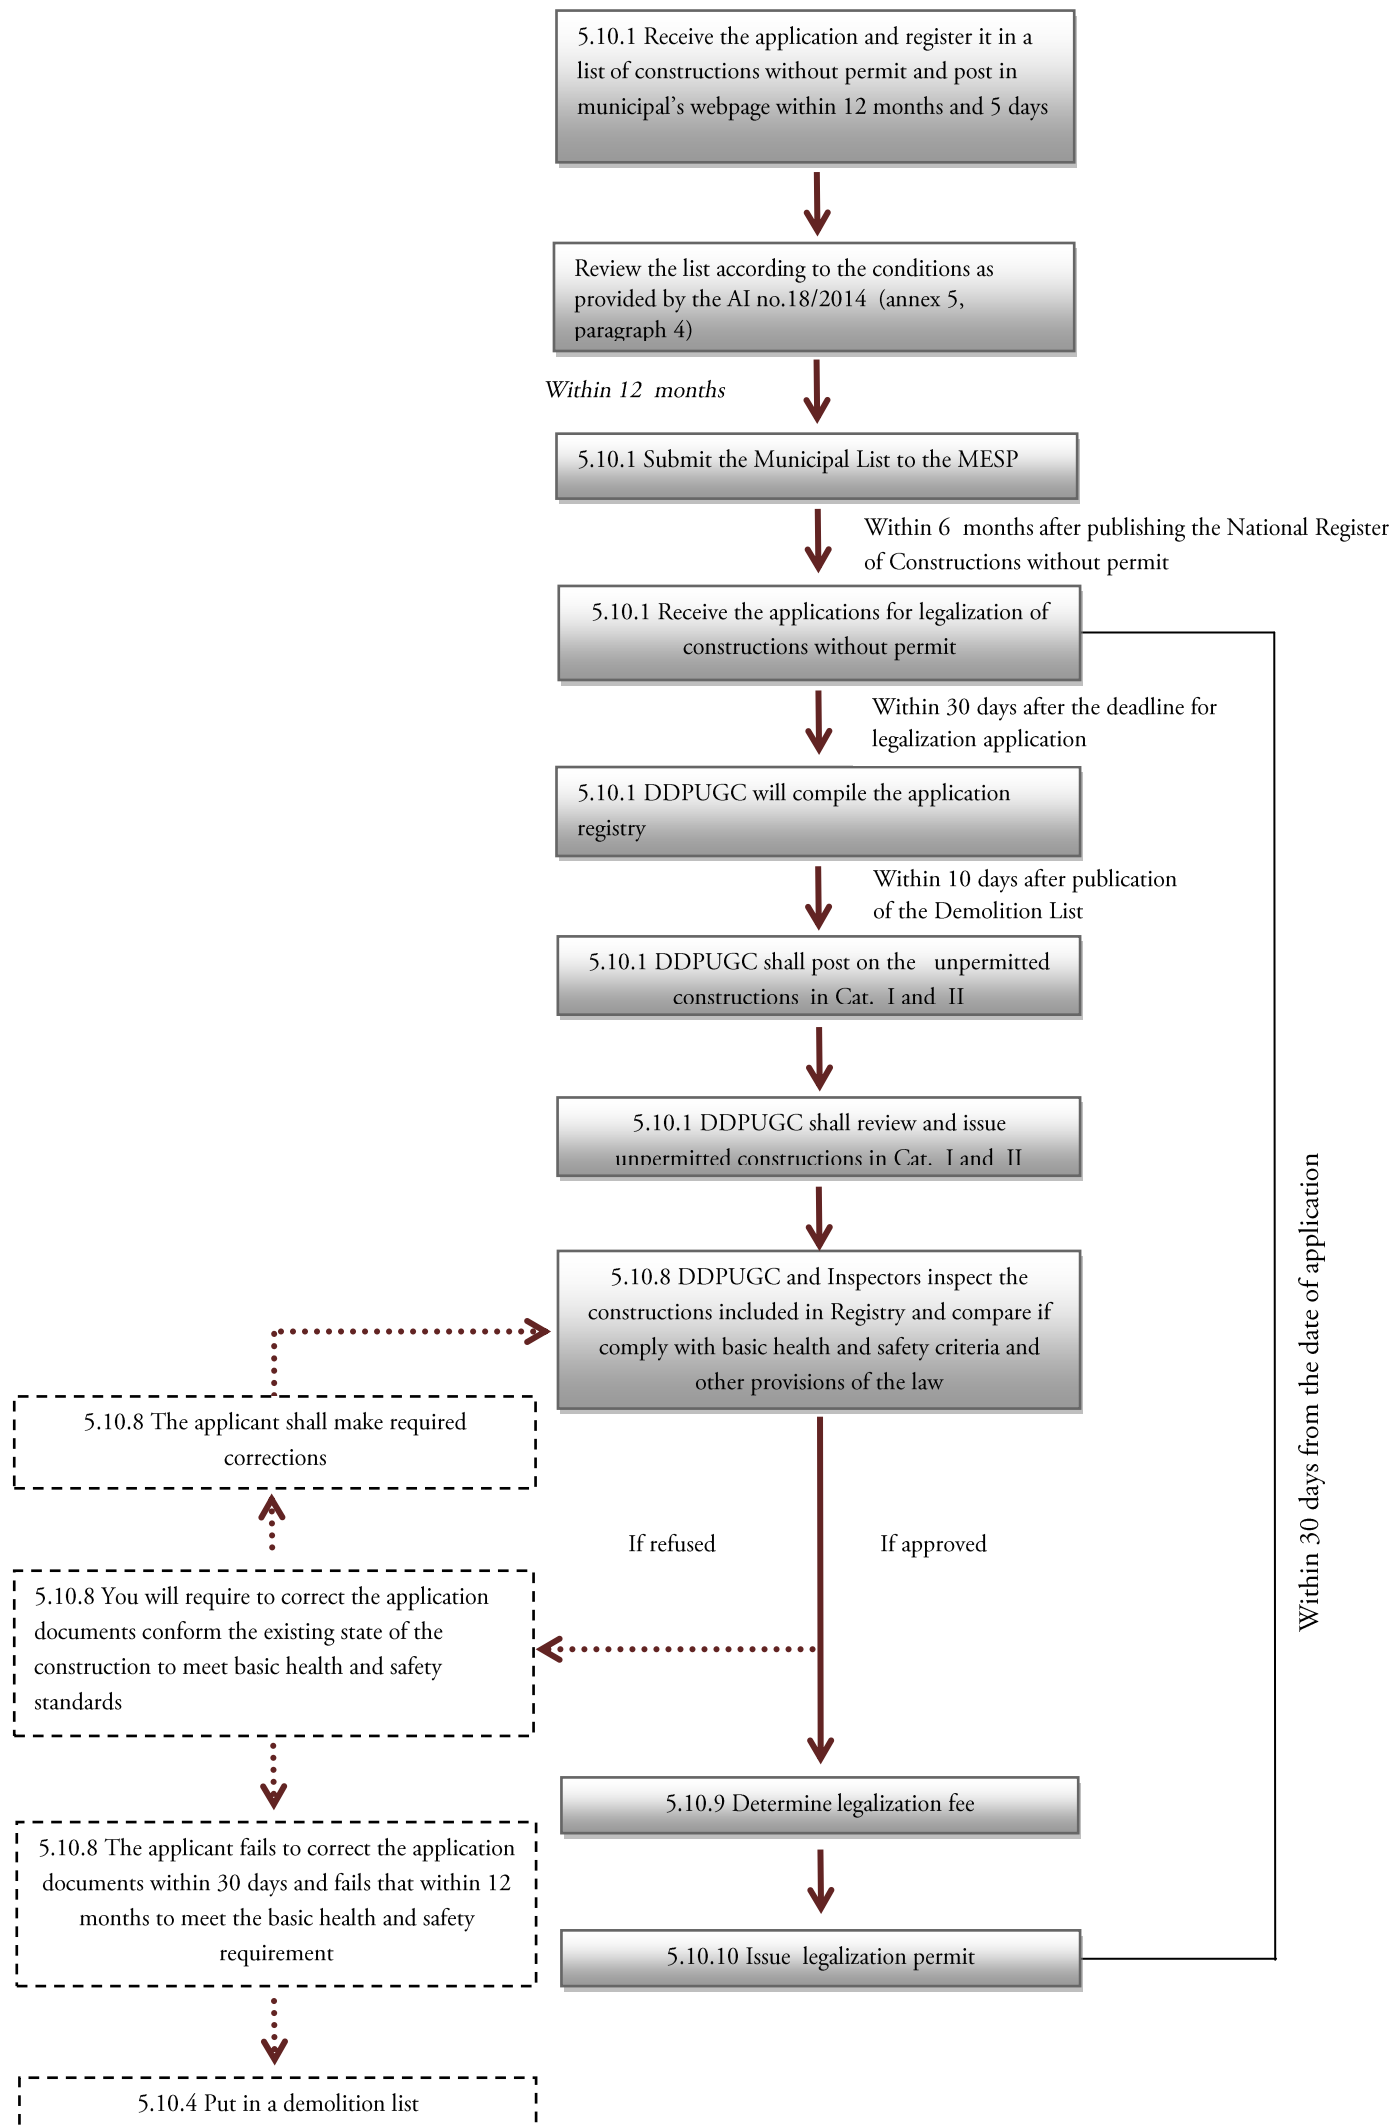 5.10.1 Receive the application and register it in a
list of constructions without permit and post in
municipal’s webpage within 12 months and 5 days
Review the list according to the conditions as
provided by the AI no.18/2014 (annex 5,
paragraph 4)
Within 12 months
5.10.1 Submit the Municipal List to the MESP
Within 6 months after publishing the National Register
of Constructions without permit
5.10.1 Receive the applications for legalization of
constructions without permit
Within 30 days after the deadline for
legalization application
5.10.1 DDPUGC will compile the application
registry
Within 10 days after publication
of the Demolition List
5.10.1 DDPUGC shall post on the unpermitted
constructions in Cat. I and II
5.10.1 DDPUGC shall review and issue
unpermitted constructions in Cat. I and II
5.10.8 DDPUGC and Inspectors inspect the
constructions included in Registry and compare if
comply with basic health and safety criteria and
other provisions of the law
Within 30 days from the date of application
5.10.8 The applicant shall make required
corrections
If refused
If approved
5.10.8 You will require to correct the application
documents conform the existing state of the
construction to meet basic health and safety
standards
5.10.9 Determine legalization fee
5.10.8 The applicant fails to correct the application
documents within 30 days and fails that within 12
months to meet the basic health and safety
requirement
5.10.10 Issue legalization permit
5.10.4 Put in a demolition list